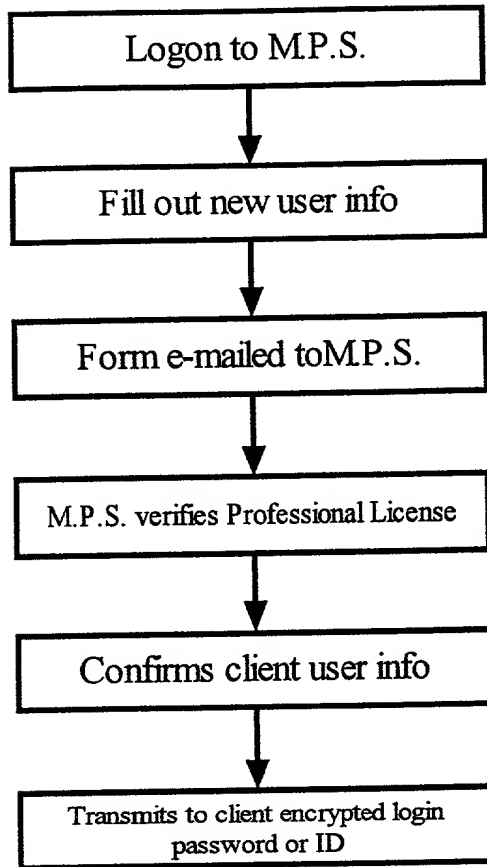 Logon to M.P.S.
Fill out new user info
Form e-mailed toM.P.S.
M.P.S. verifies Professional License
Confirms client user info
Transmits to client encrypted login
password or ID